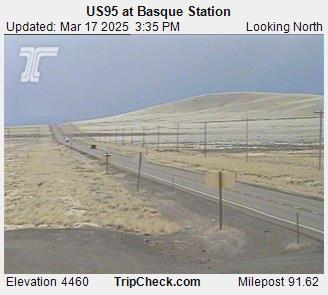 US95 at Basque Station
Updated: Mar 17 2025 3:35 PM Looking North
Elevation 4460 TripCheck.com Milepost 91.62